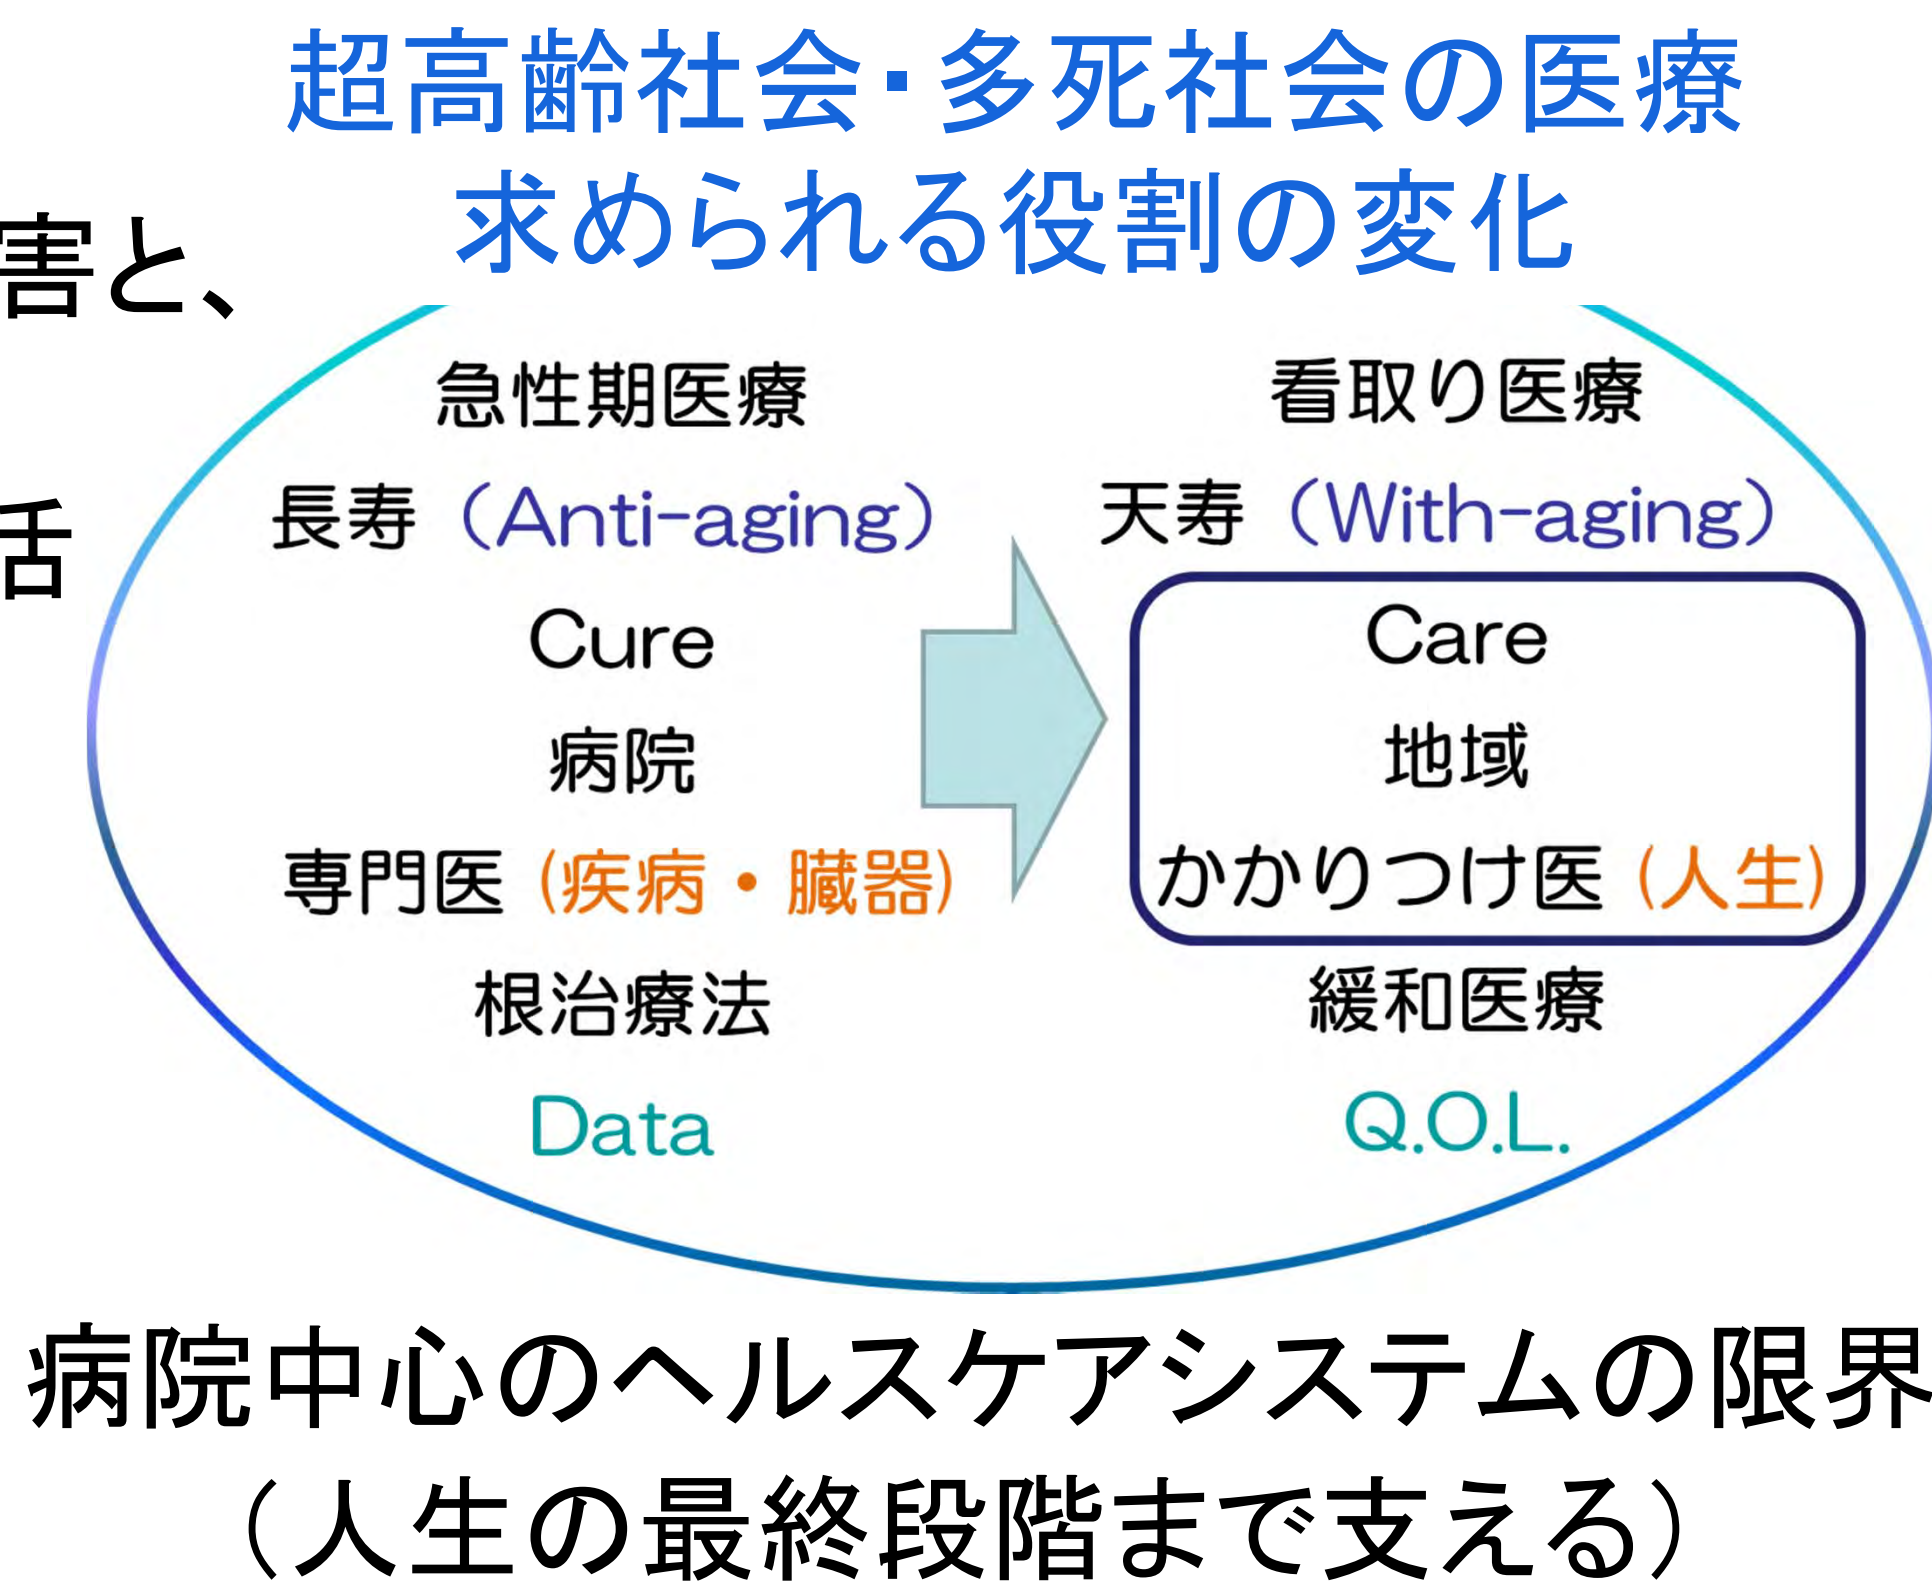 超高齢社会・多死社会の医療
求められる役割の変化
害と、
活
急性期医療
長寿（Anti-aging）
Cure
病院
専門医（疾病・臓器）
根治療法
Data
看取り医療
天寿（With-aging）
Care
地域
かかりつけ医（人生）
緩和医療
Q.O.L.
病院中心のヘルスケアシステムの限界
（人生の最終段階まで支える）